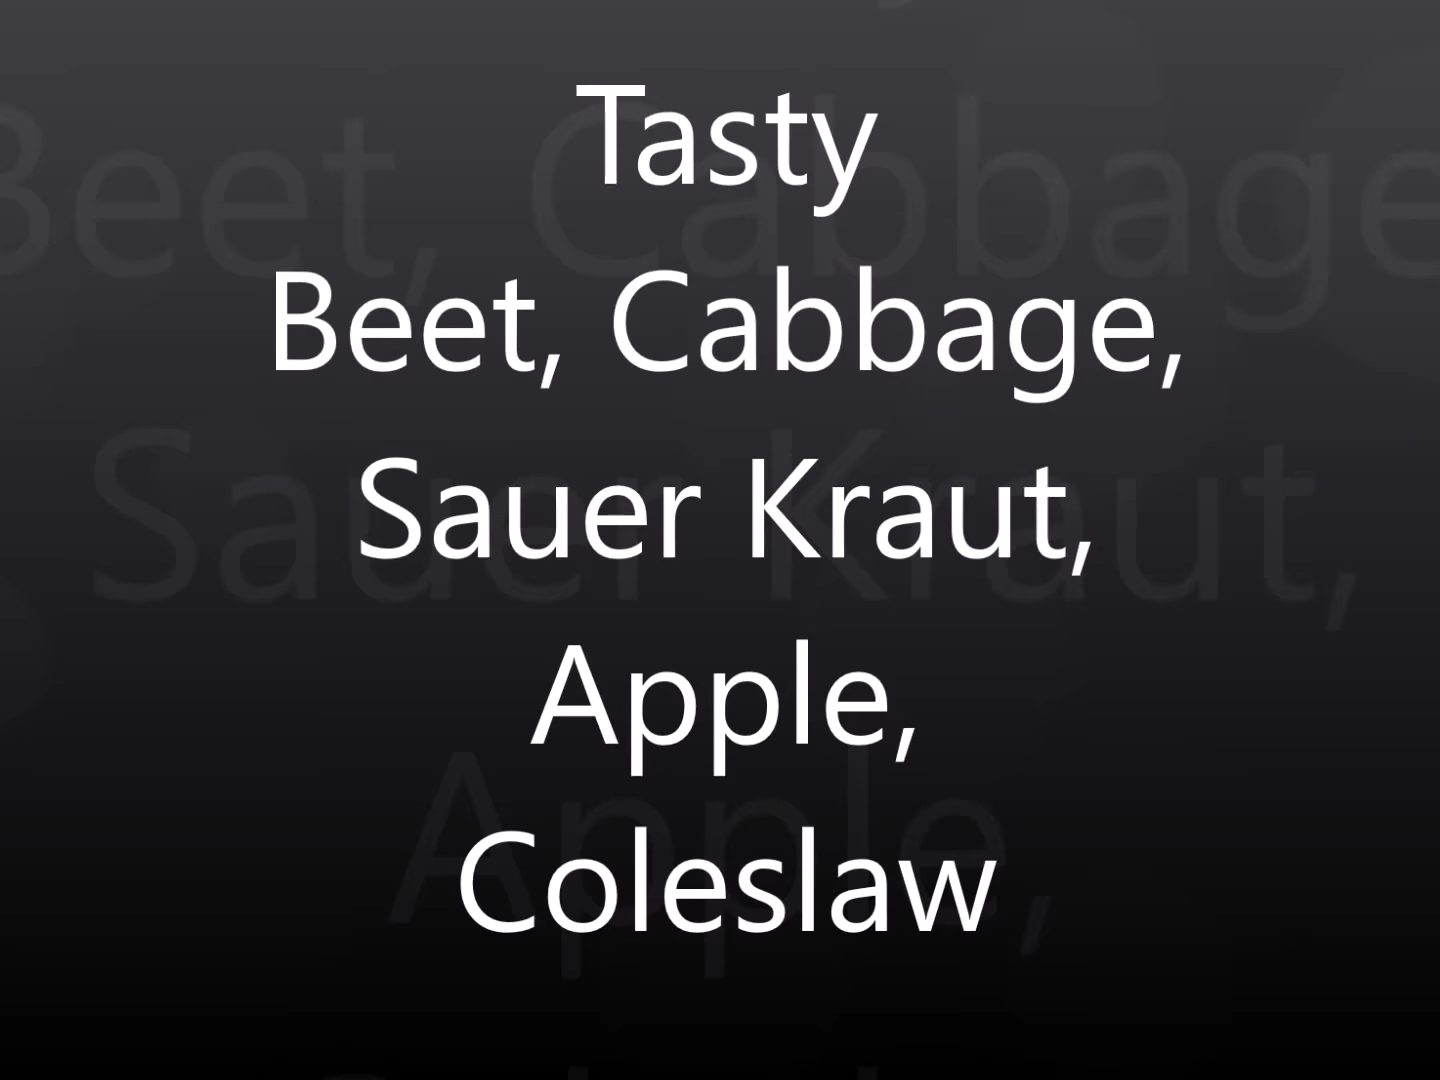 Tasty
Beet, Cabbage,
Sauer Kraut,
Apple,
Coleslaw